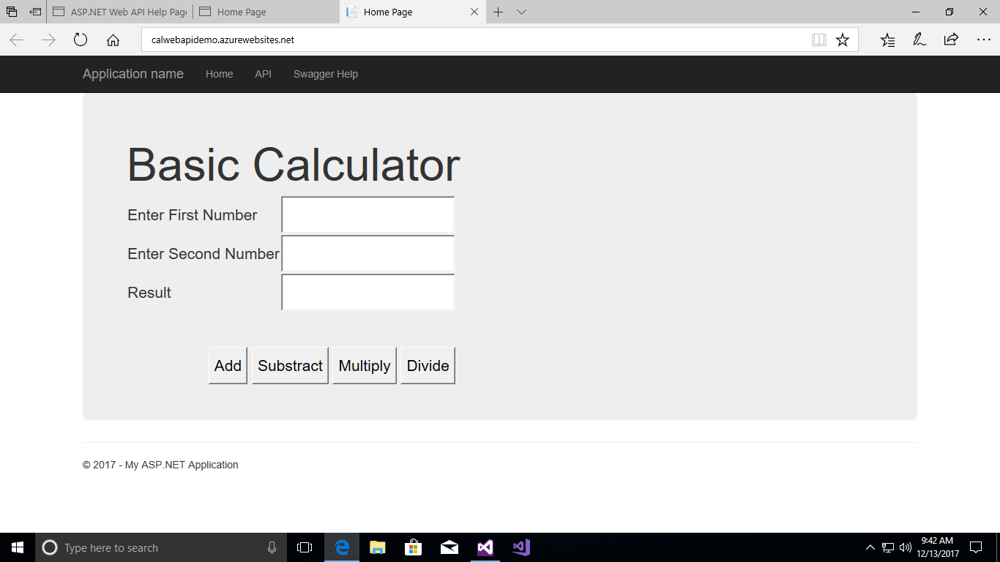 ASP.NET Web API Help Page
Home Page
Home Page
calwebapidemo.azurewebsites.net
Application name Home API Swagger Help
Basic Calculator
Enter First Number
Enter Second Number
Result
Add Substract Multiply Divide
© 2017 - My ASP.NET Application
Type here to search
9:42 AM
12/13/2017